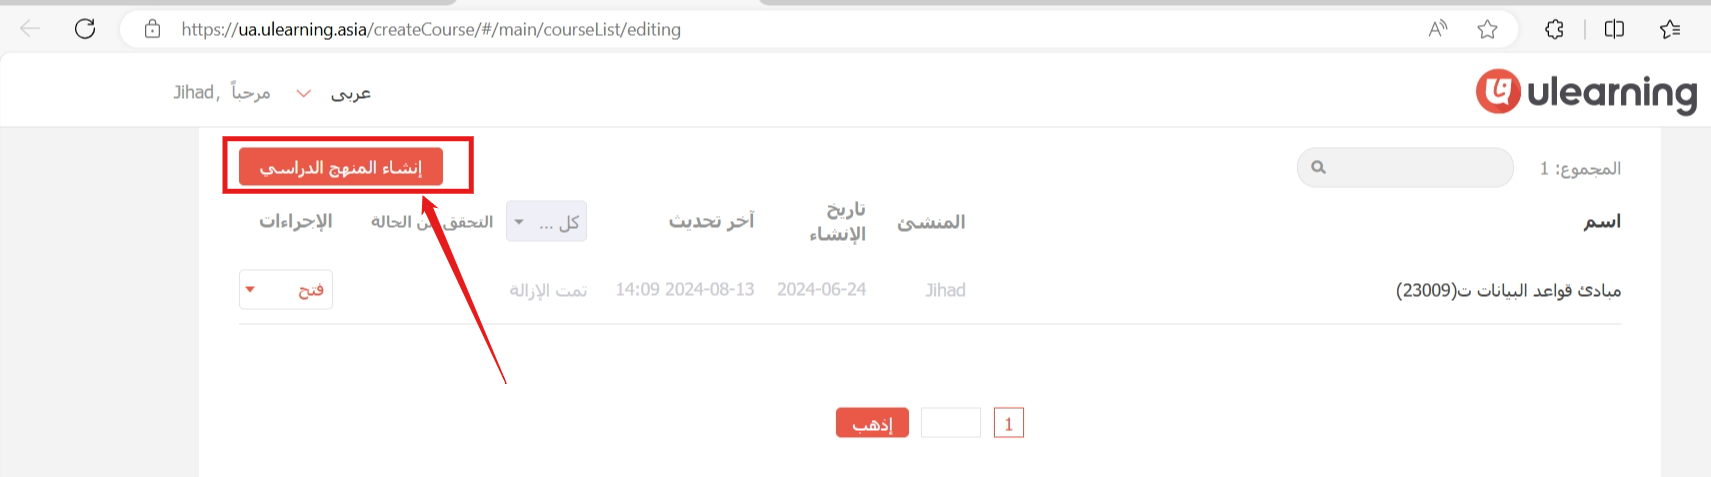 https://ua.ulearning.asia/createCourse/#/main/courseList/editing
ulearning
عربى
مرحباً ,Jihad
المجموع: 1
إنشاء المنهج الدراسي
اسم
المنشئ
تاريخ الإنشاء
آخر تحديث
كل ...
التحقق من الحالة
الإجراءات
مبادئ قواعد البيانات ت(23009)
Jihad
2024-06-24
2024-08-13 14:09
تمت الإزالة
فتح
1
إذهب